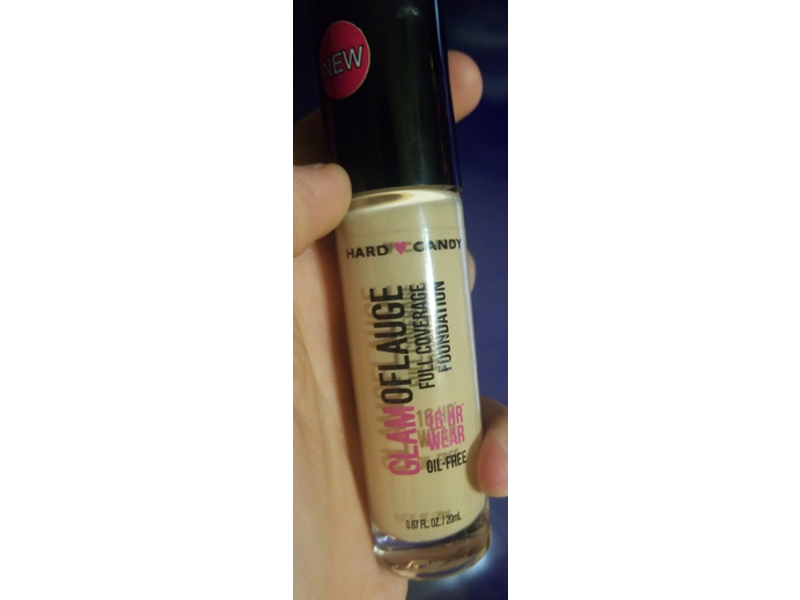 NEW
HARD CANDY
GLAMOFLAUGE
FULL COVERAGE
FOUNDATION
16 HR
WEAR
OIL-FREE
0.67 FL. OZ. / 20mL